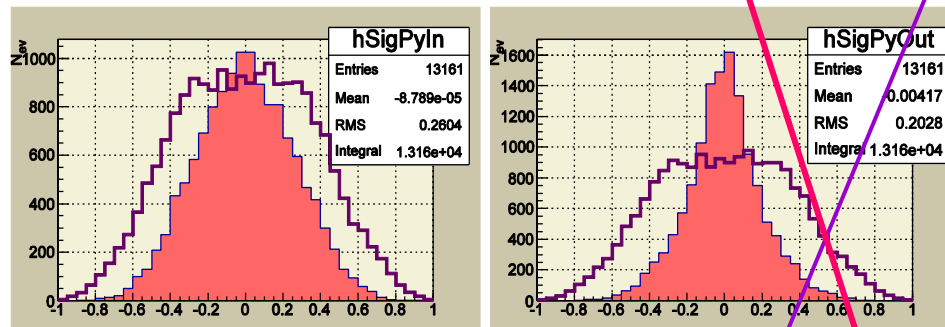 hSigPyIn
Entries 13161
Mean -8.789e-05
RMS 0.2604
Integral 1.316e+04
N_ev
1000
800
600
400
200
0
-1 -0.8 -0.6 -0.4 -0.2 0 0.2 0.4 0.6 0.8 1
hSigPyOut
Entries 13161
Mean 0.00417
RMS 0.2028
Integral 1.316e+04
N_ev
1600
1400
1200
1000
800
600
400
200
0
-1 -0.8 -0.6 -0.4 -0.2 0 0.2 0.4 0.6 0.8 1